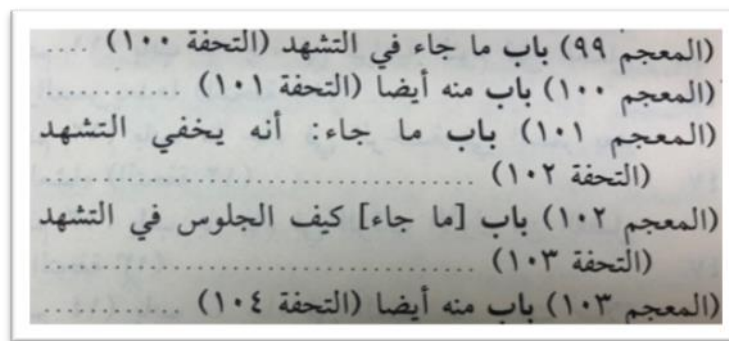 (المعجم ٩٩) باب ما جاء في التشهد (التحفة ١٠٠) ....
(المعجم ١٠٠) باب منه أيضا (التحفة ١٠١) ............
(المعجم ١٠١) باب ما جاء: أنه يخفي التشهد
(التحفة ١٠٢) ..................................
(المعجم ١٠٢) باب [ما جاء] كيف الجلوس في التشهد
(التحفة ١٠٣) ..................................
(المعجم ١٠٣) باب منه أيضا (التحفة ١٠٤) ............